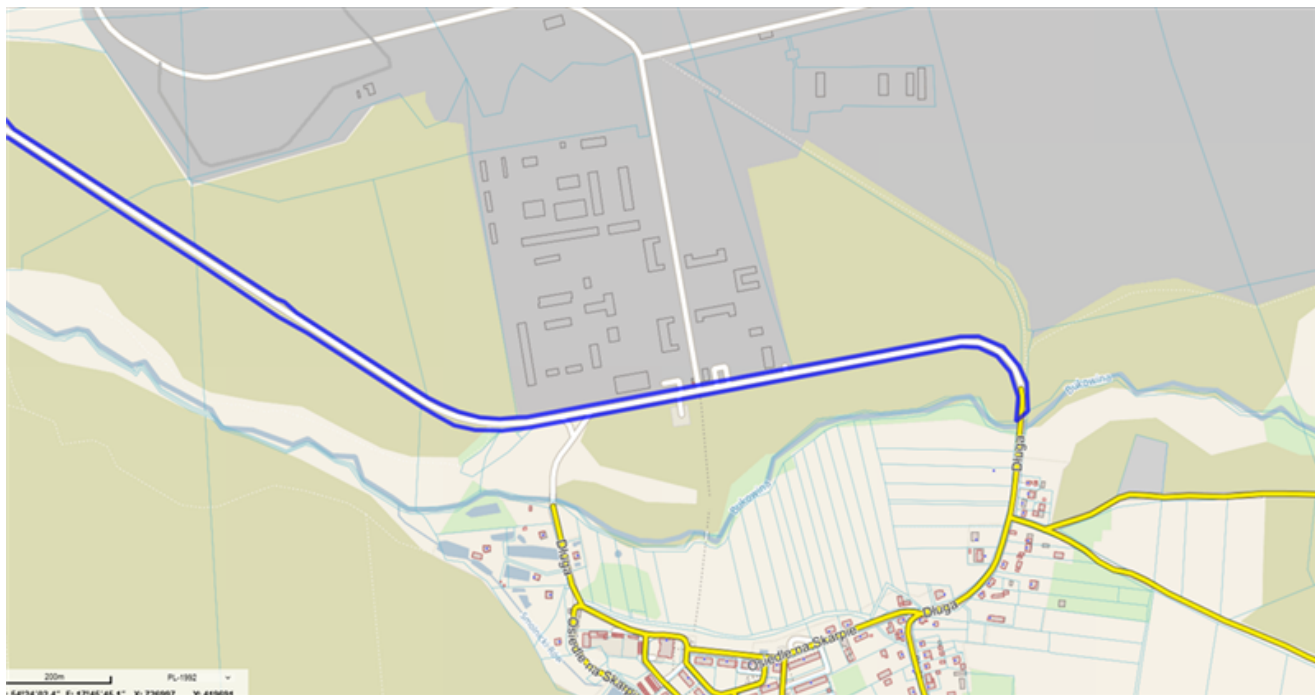 Bukowina
Długa
Bukowina
Długa
Długa
Osiedle na Skarpie
Osiedle na Skarpie
200m
PL-1992